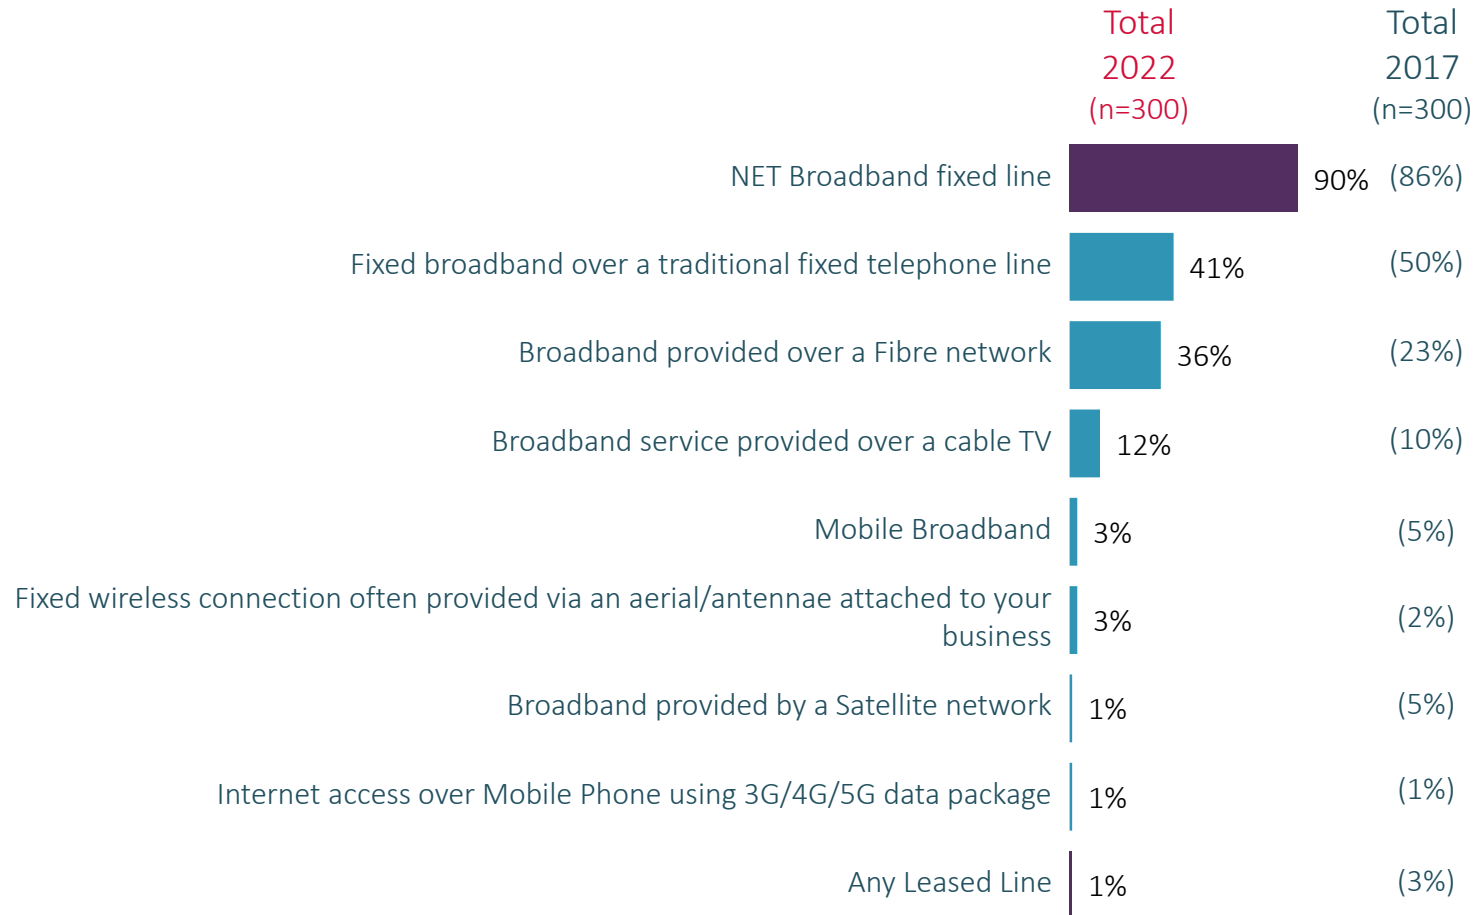 Total Total
2022 2017
(n=300) (n=300)
NET Broadband fixed line 90% (86%)
Fixed broadband over a traditional fixed telephone line 41% (50%)
Broadband provided over a Fibre network 36% (23%)
Broadband service provided over a cable TV 12% (10%)
Mobile Broadband 3% (5%)
Fixed wireless connection often provided via an aerial/antennae attached to your
business 3% (2%)
Broadband provided by a Satellite network 1% (5%)
Internet access over Mobile Phone using 3G/4G/5G data package 1% (1%)
Any Leased Line 1% (3%)